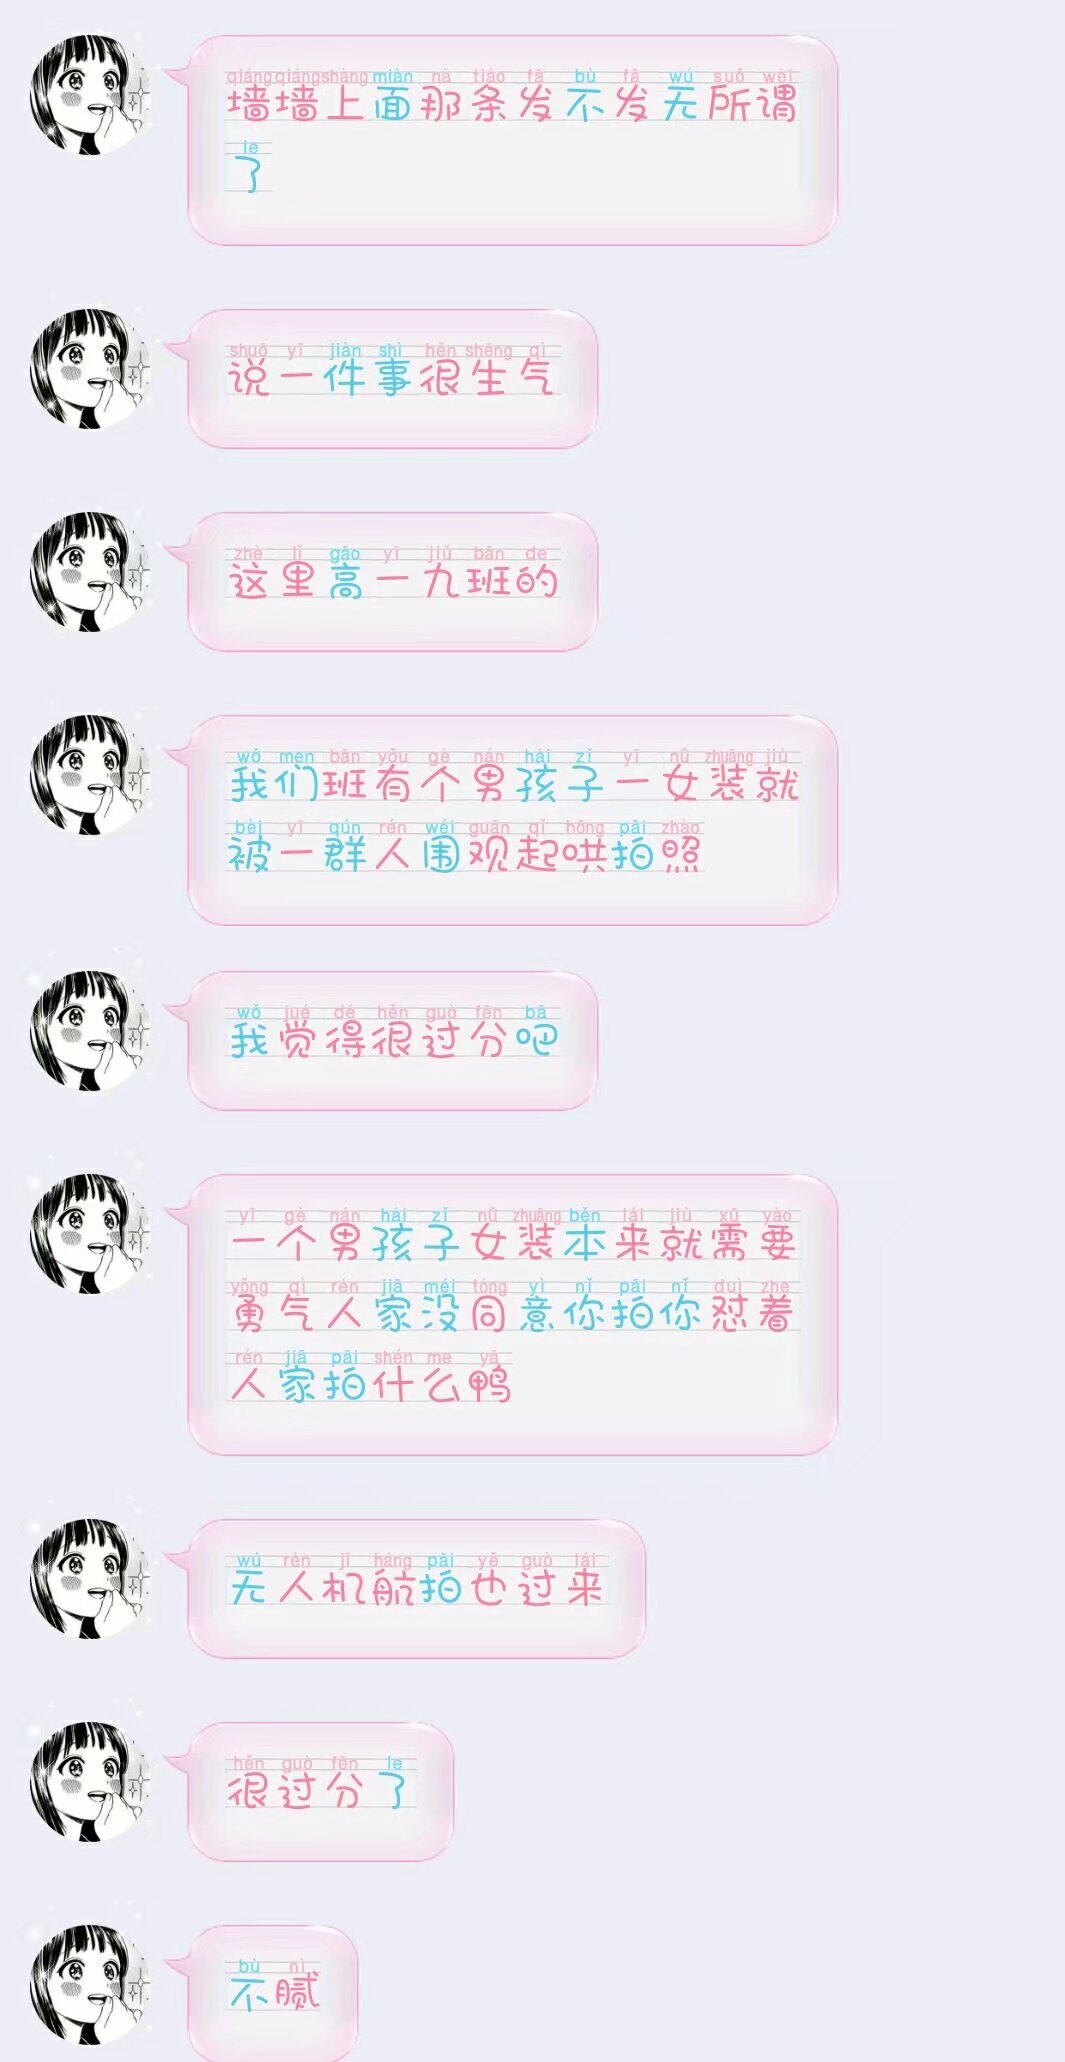 qiáng qiáng shàng miàn nà tiáo fā bù fā wú suǒ wèi
墙墙上面那条发不发无所谓
le
了
shuō yī jiàn shì hěn shēng qì
说一件事很生气
zhè lǐ gāo yī jiǔ bān de
这里高一九班的
wǒ men bān yǒu gè nán hái zǐ yī nǚ zhuāng jiù
我们班有个男孩子一女装就
bèi yī qún rén wéi guān qǐ hōng pāi zhào
被一群人围观起哄拍照
wǒ jué dé hěn guò fēn bā
我觉得很过分吧
yī gè nán hái zǐ nǚ zhuāng běn lái jiù xū yào
一个男孩子女装本来就需要
yǒng qì rén jiā méi tóng yì nǐ pāi nǐ duì zhe
勇气人家没同意你拍你怼着
rén jiā pāi shén me yā
人家拍什么鸭
wú rén jī háng pāi yě guò lái
无人机航拍也过来
hěn guò fēn le
很过分了
bù nì
不腻